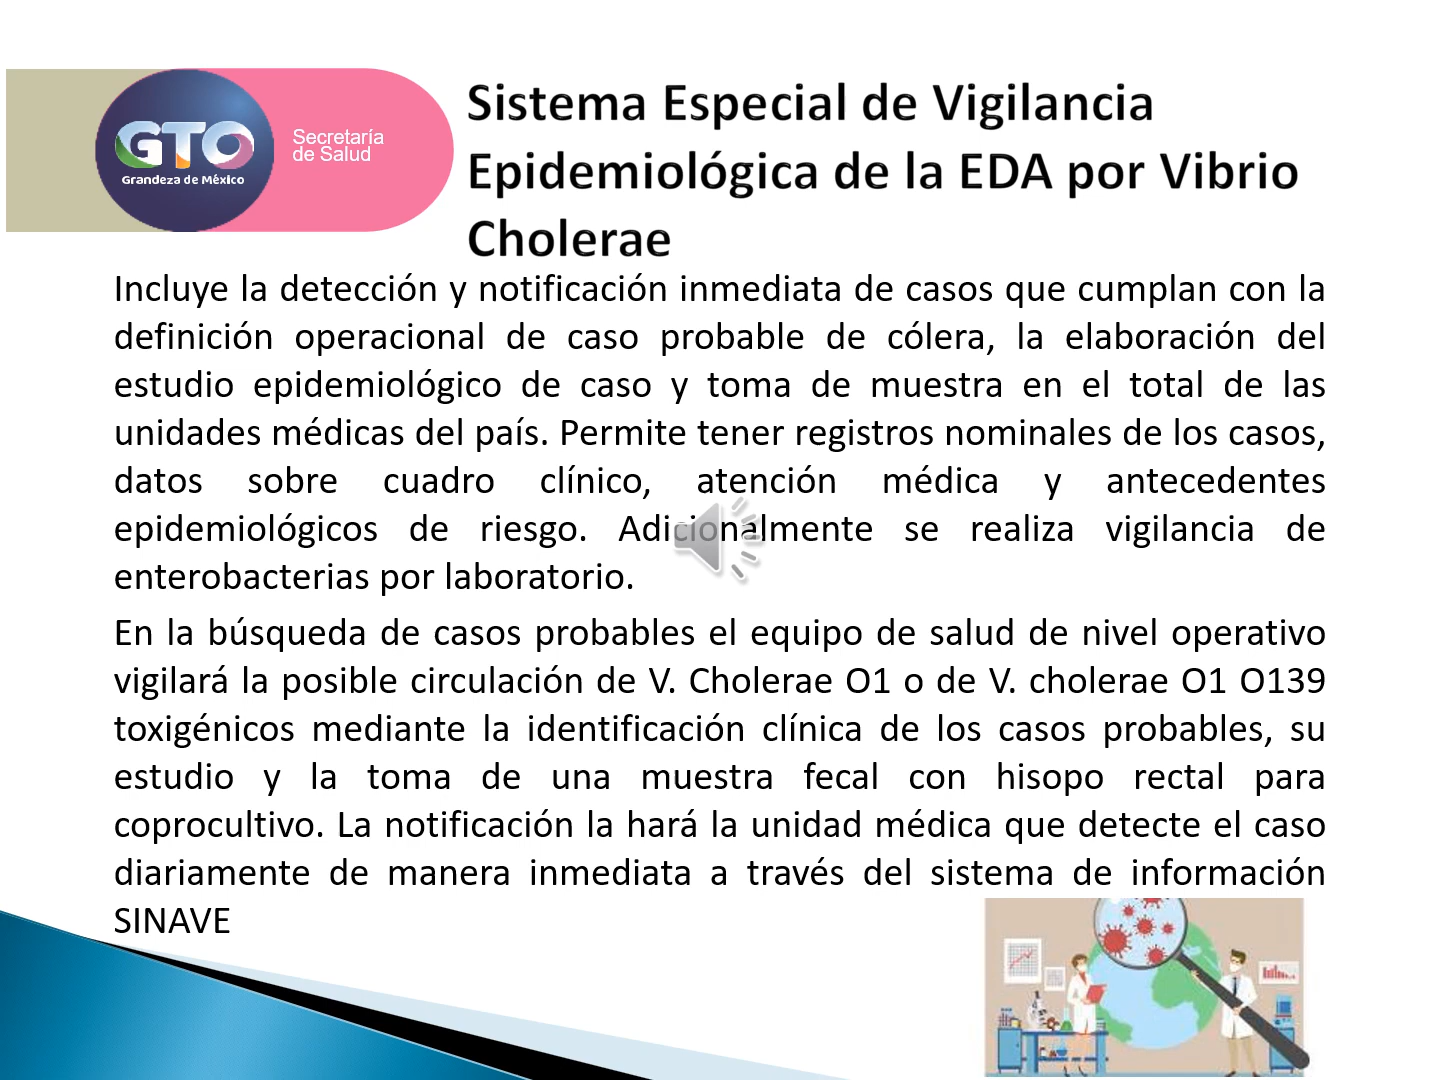 GTO
Grandeza de México
Secretaría
de Salud
Sistema Especial de Vigilancia
Epidemiológica de la EDA por Vibrio
Cholerae
Incluye la detección y notificación inmediata de casos que cumplan con la
definición operacional de caso probable de cólera, la elaboración del
estudio epidemiológico de caso y toma de muestra en el total de las
unidades médicas del país. Permite tener registros nominales de los casos,
datos sobre cuadro clínico, atención médica y antecedentes
epidemiológicos de riesgo. Adicionalmente se realiza vigilancia de
enterobacterias por laboratorio.
En la búsqueda de casos probables el equipo de salud de nivel operativo
vigilará la posible circulación de V. Cholerae O1 o de V. cholerae O1 O139
toxigénicos mediante la identificación clínica de los casos probables, su
estudio y la toma de una muestra fecal con hisopo rectal para
coprocultivo. La notificación la hará la unidad médica que detecte el caso
diariamente de manera inmediata a través del sistema de información
SINAVE